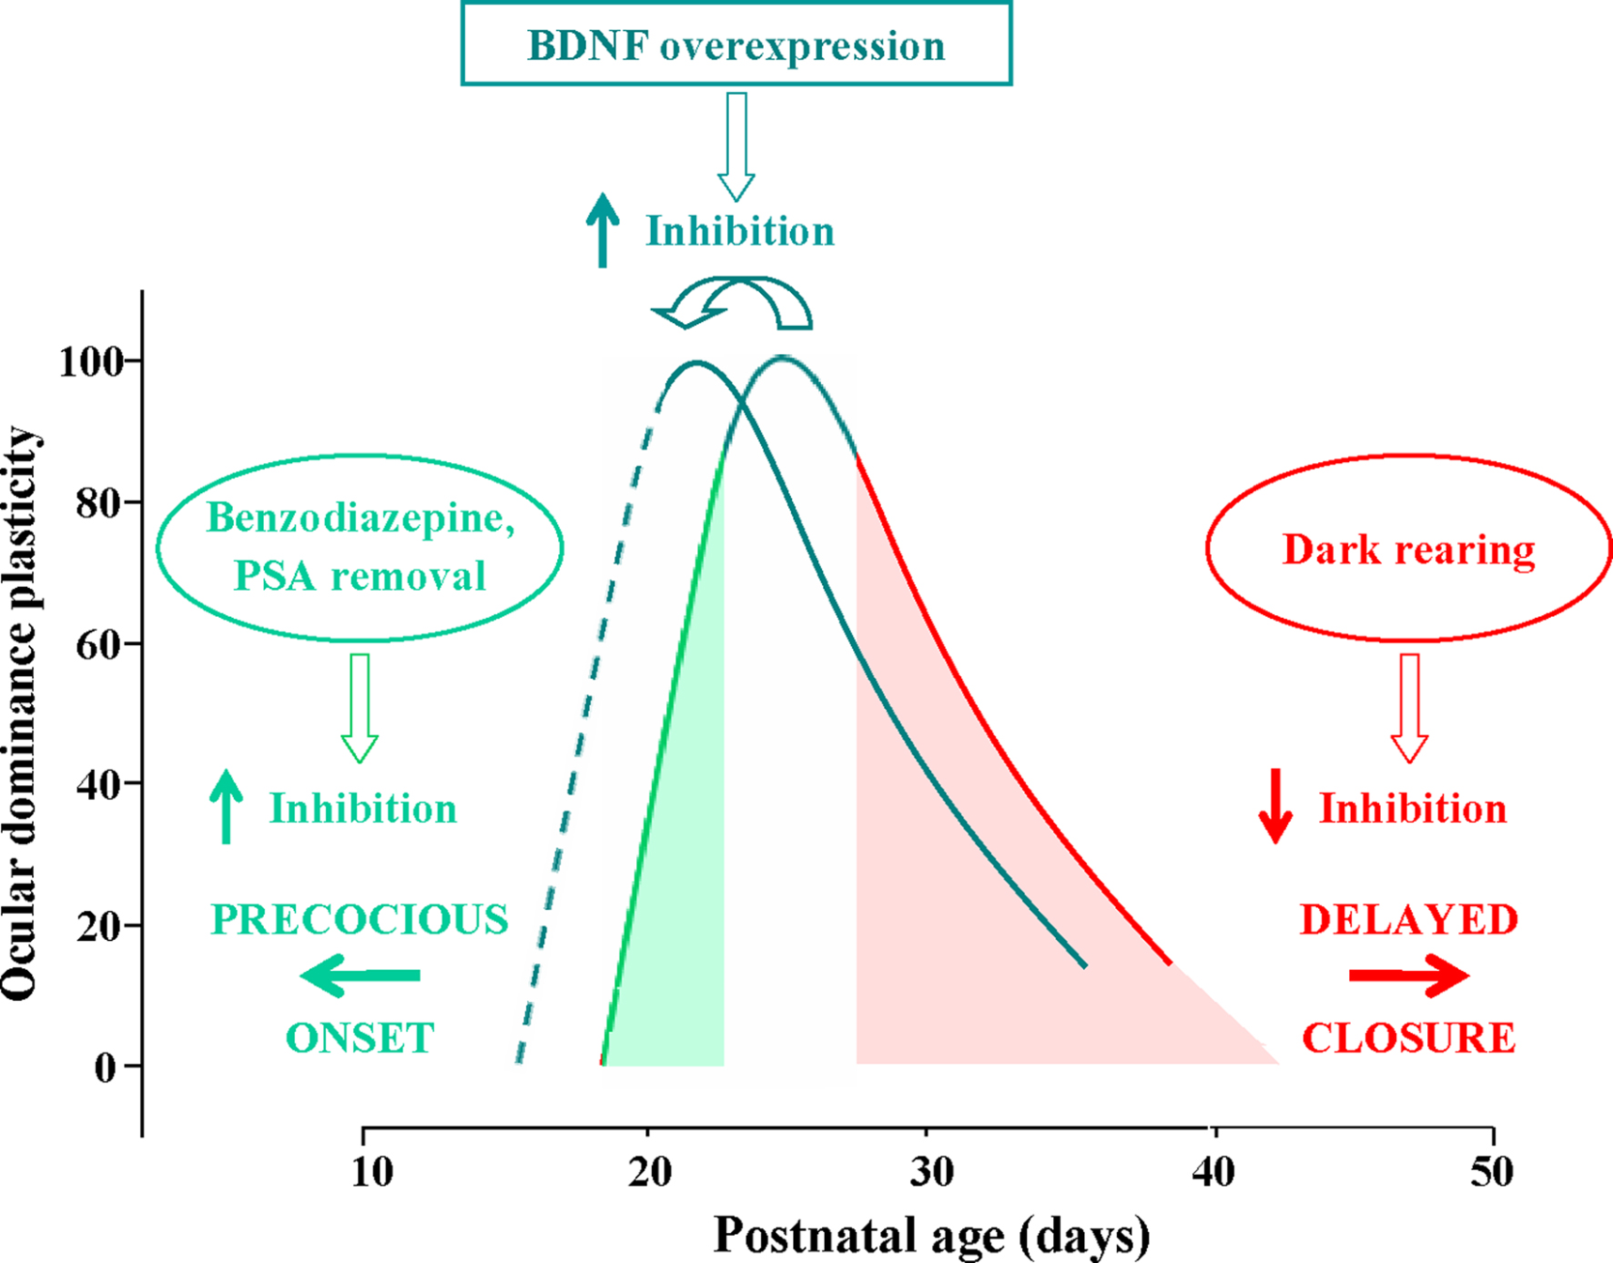 BDNF overexpression
Inhibition
100
80
60
40
20
0
Ocular dominance plasticity
Benzodiazepine,
PSA removal
Inhibition
PRECOCIOUS
ONSET
Dark rearing
Inhibition
DELAYED
CLOSURE
10
20
30
40
50
Postnatal age (days)